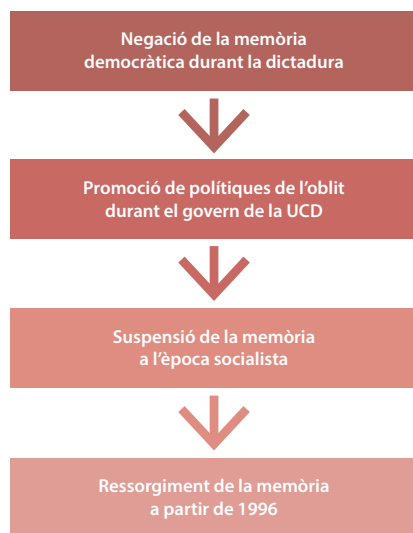 Negació de la memòria
democràtica durant la dictadura
Promoció de polítiques de l’oblit
durant el govern de la UCD
Suspensió de la memòria
a l’època socialista
Ressorgiment de la memòria
a partir de 1996